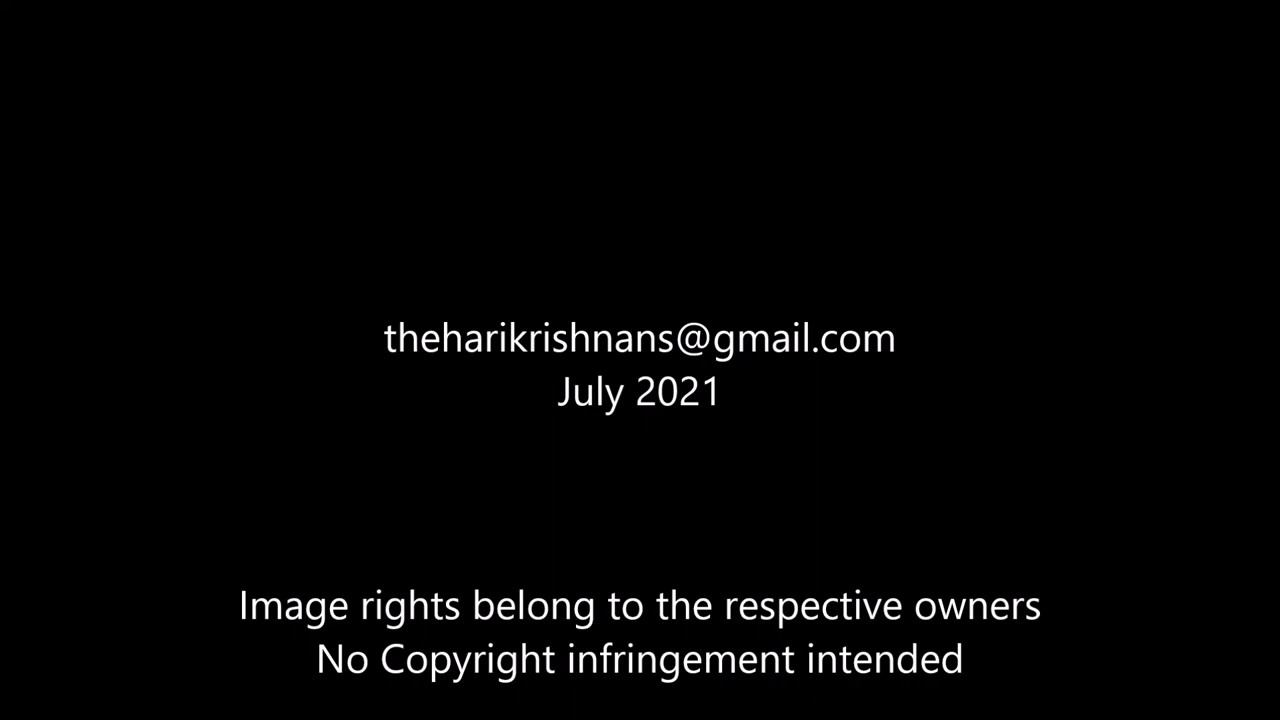 theharikrishnans@gmail.com
July 2021
Image rights belong to the respective owners
No Copyright infringement intended